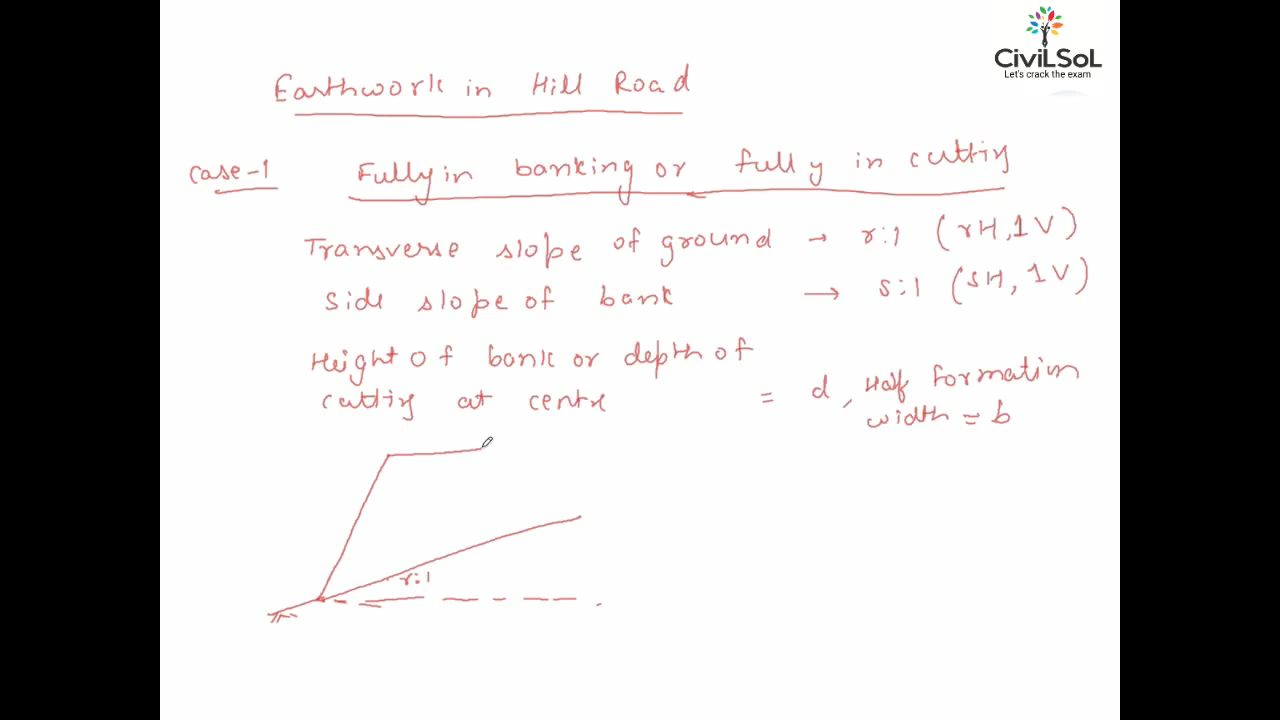 CiviLSoL
Let's crack the exam
Earthwork in Hill Road
Case-1 Fully in banking or fully in cutting
Transverse slope of ground → r:1 (rH, 1V)
Side slope of bank → s:1 (sH, 1V)
Height of bank or depth of
cutting at centre = d, Half formation
width = b
r:1